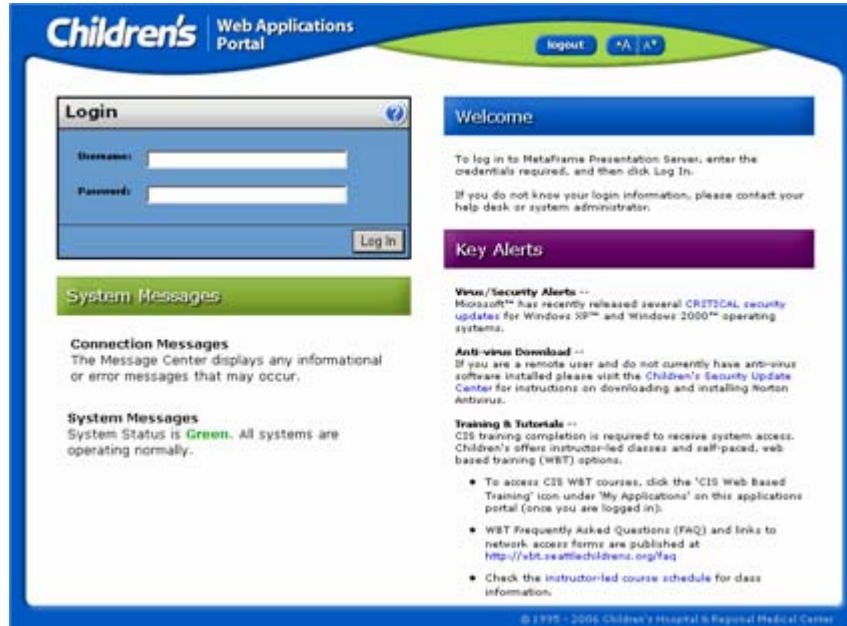 Children's
Web Applications
Portal
logout
Login
Username:
Password:
Log In
System Messages
Connection Messages
The Message Center displays any informational
or error messages that may occur.
System Messages
System Status is Green. All systems are
operating normally.
Welcome
To log in to MetaFrame Presentation Server, enter the
credentials required, and then click Log In.
If you do not know your login information, please contact your
help desk or system administrator.
Key Alerts
Virus/Security Alerts --
Microsoft™ has recently released several CRITICAL security
updates for Windows XP™ and Windows 2000™ operating
systems.
Anti-virus Download --
If you are a remote user and do not currently have anti-virus
software installed please visit the Children's Security Update
Center for instructions on downloading and installing Norton
Antivirus.
Training & Tutorials --
CIS training completion is required to receive system access.
Children's offers instructor-led classes and self-paced, web
based training (WBT) options.
• To access CIS WBT courses, click the 'CIS Web Based
Training' icon under 'My Applications' on this applications
portal (once you are logged in).
• WBT Frequently Asked Questions (FAQ) and links to
network access forms are published at
http://wbt.seattlechildrens.org/faq
• Check the instructor-led course schedule for class
information.
© 1995 - 2006 Children's Hospital & Regional Medical Center